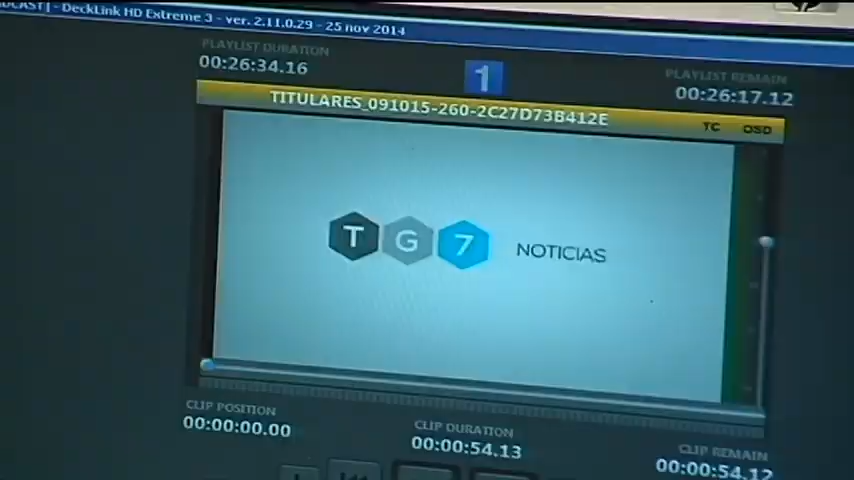 DCAST] - DeckLink HD Extreme 3 - ver. 2.11.0.29 - 25 nov 2014
PLAYLIST DURATION
00:26:34.16
1
PLAYLIST REMAIN
00:26:17.12
TITULARES_091015-260-2C27D73B412E
TC OSD
T G 7 NOTICIAS
CLIP POSITION
00:00:00.00
CLIP DURATION
00:00:54.13
CLIP REMAIN
00:00:54.12